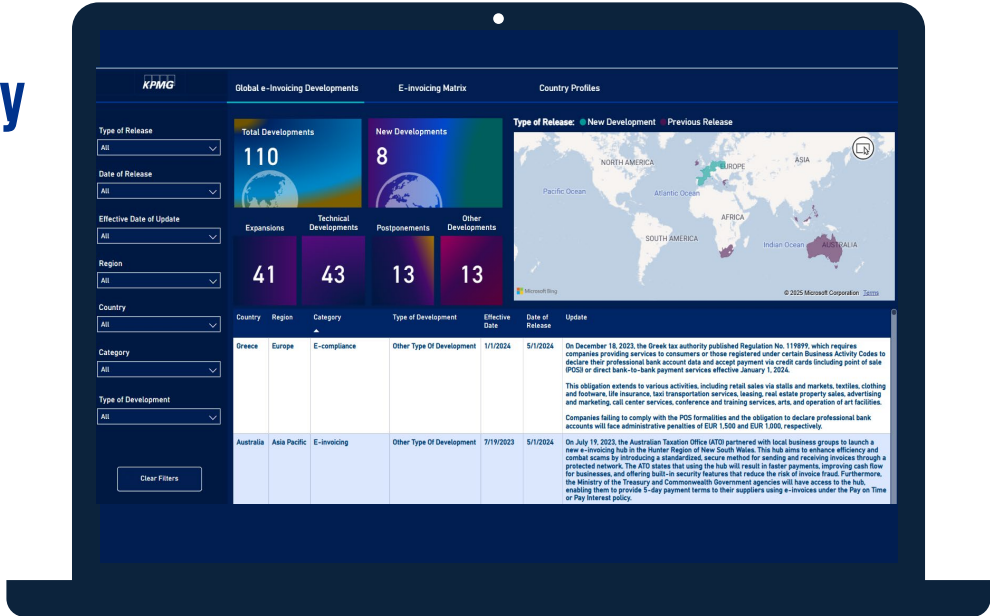 y
KPMG
Global e-Invoicing Developments
E-invoicing Matrix
Country Profiles
Type of Release
All
Date of Release
All
Effective Date of Update
All
Region
All
Country
All
Category
All
Type of Development
All
Clear Filters
Total Developments
110
New Developments
8
Expansions
41
Technical
Developments
43
Postponements
13
Other
Developments
13
Type of Release: New Development Previous Release
NORTH AMERICA
EUROPE
ASIA
Pacific Ocean
Atlantic Ocean
AFRICA
SOUTH AMERICA
Indian Ocean
AUSTRALIA
Microsoft Bing
© 2025 Microsoft Corporation Terms
Country Region Category Type of Development Effective Date Date of Release Update
Greece Europe E-compliance Other Type Of Development 1/1/2024 5/1/2024
On December 18, 2023, the Greek tax authority published Regulation No. 119899, which requires
companies providing services to consumers or those registered under certain Business Activity Codes to
declare their professional bank account data and accept payment via credit cards (including point of sale
(POS)) or direct bank-to-bank payment services effective January 1, 2024.
This obligation extends to various activities, including retail sales via stalls and markets, textiles, clothing
and footware, life insurance, taxi transportation services, leasing, real estate property sales, advertising
and marketing, call center services, conference and training services, arts, and operation of art facilities.
Companies failing to comply with the POS formalities and the obligation to declare professional bank
accounts will face administrative penalties of EUR 1,500 and EUR 1,000, respectively.
Australia Asia Pacific E-invoicing Other Type Of Development 7/19/2023 5/1/2024
On July 19, 2023, the Australian Taxation Office (ATO) partnered with local business groups to launch a
new e-invoicing hub in the Hunter Region of New South Wales. This hub aims to enhance efficiency and
combat scams by introducing a standardized, secure method for sending and receiving invoices through a
protected network. The ATO states that using the hub will result in faster payments, improving cash flow
for businesses, and offering built-in security features that reduce the risk of invoice fraud. Furthermore,
the Ministry of the Treasury and Commonwealth Government agencies will have access to the hub,
enabling them to provide 5-day payment terms to their suppliers using e-invoices under the Pay on Time
or Pay Interest policy.